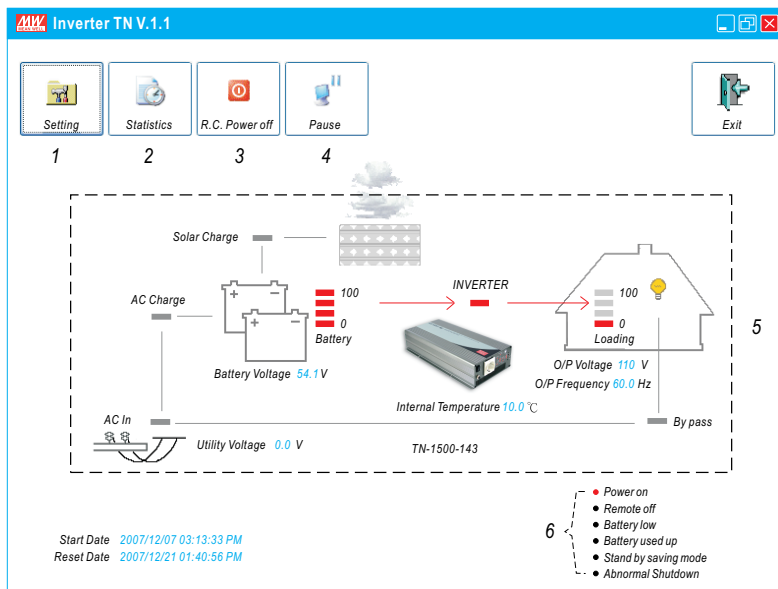 MW
MEAN WELL
Inverter TN V.1.1
Setting
Statistics
R.C. Power off
Pause
Exit
1
2
3
4
Solar Charge
AC Charge
+ -
+ -
100
0
Battery
INVERTER
100
0
Loading
5
Battery Voltage 54.1 V
O/P Voltage 110 V
O/P Frequency 60.0 Hz
Internal Temperature 10.0 ℃
AC In
By pass
Utility Voltage 0.0 V
TN-1500-143
6
Power on
Remote off
Battery low
Battery used up
Stand by saving mode
Abnormal Shutdown
Start Date 2007/12/07 03:13:33 PM
Reset Date 2007/12/21 01:40:56 PM